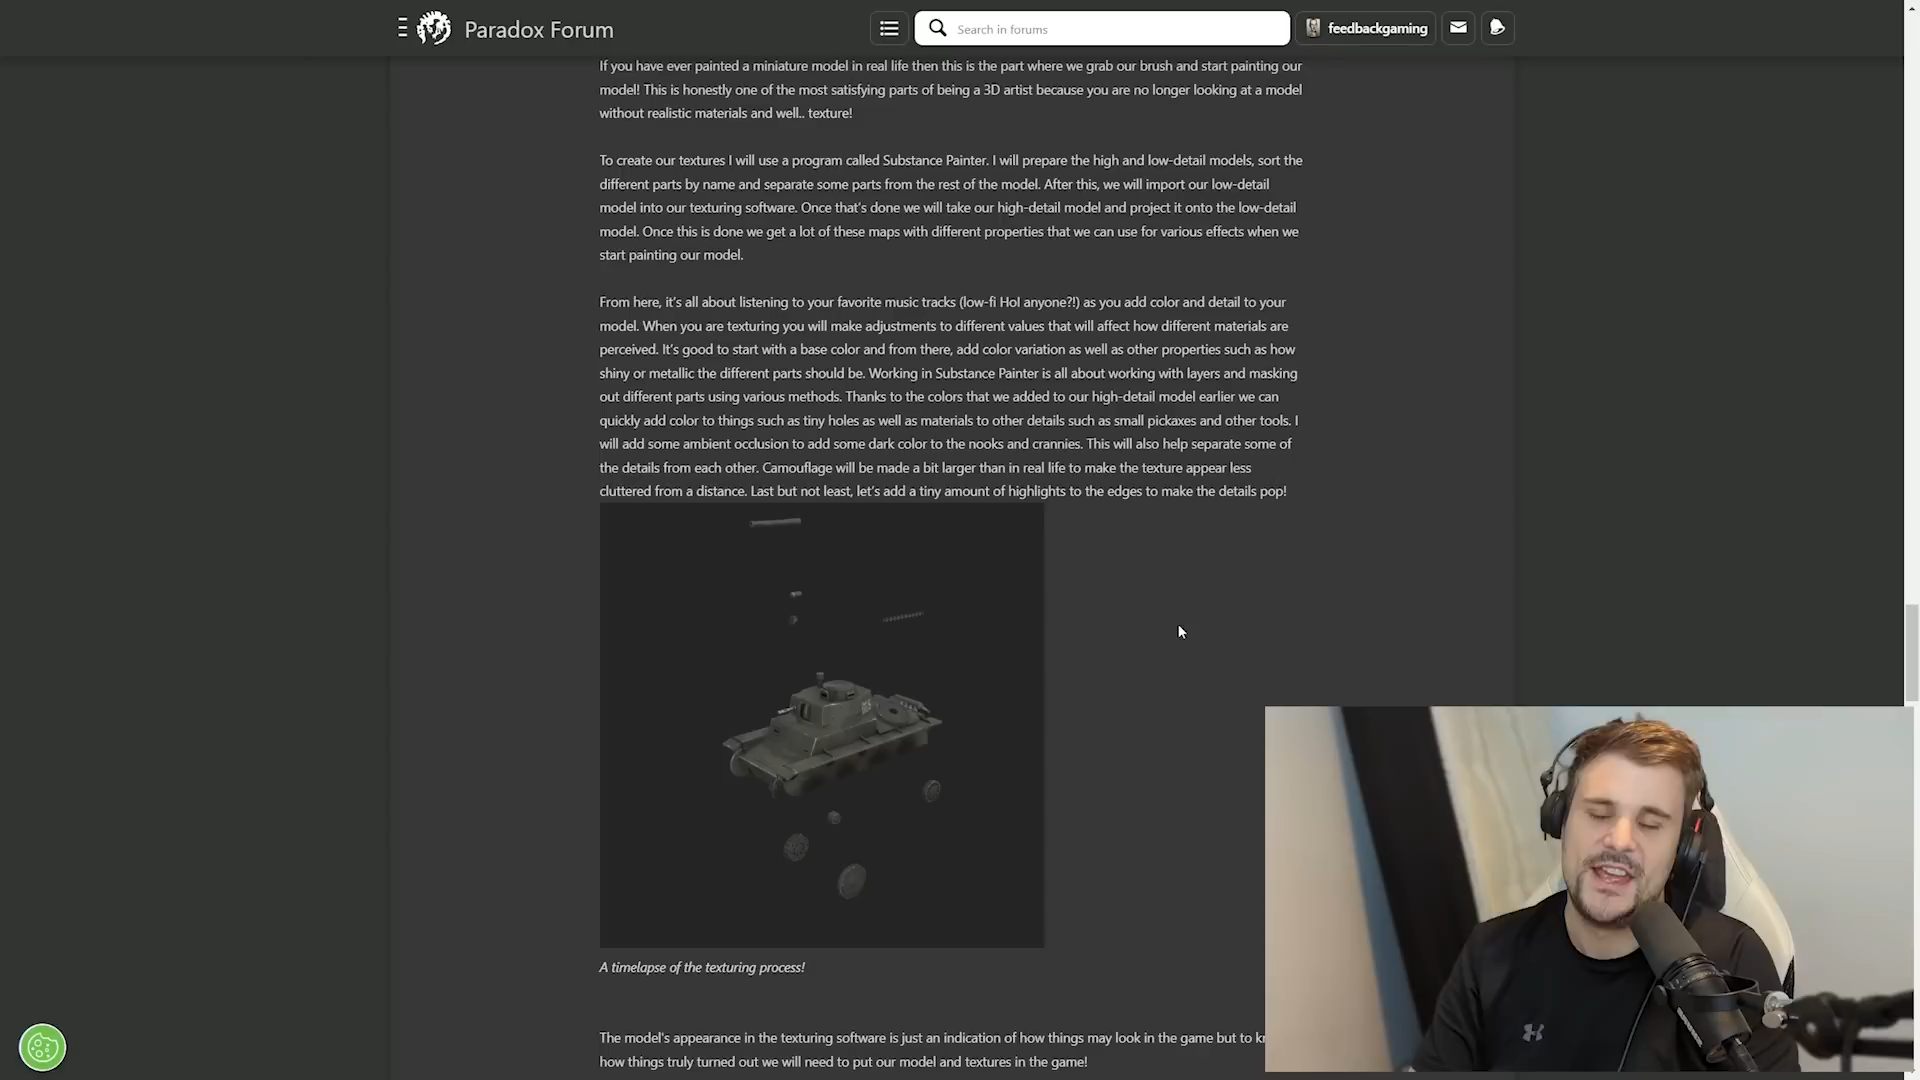 Paradox Forum
Search in forums
feedbackgaming
If you have ever painted a miniature model in real life then this is the part where we grab our brush and start painting our
model! This is honestly one of the most satisfying parts of being a 3D artist because you are no longer looking at a model
without realistic materials and well.. texture!
To create our textures I will use a program called Substance Painter. I will prepare the high and low-detail models, sort the
different parts by name and separate some parts from the rest of the model. After this, we will import our low-detail
model into our texturing software. Once that's done we will take our high-detail model and project it onto the low-detail
model. Once this is done we get a lot of these maps with different properties that we can use for various effects when we
start painting our model.
From here, it's all about listening to your favorite music tracks (low-fi HoI anyone?!) as you add color and detail to your
model. When you are texturing you will make adjustments to different values that will affect how different materials are
perceived. It's good to start with a base color and from there, add color variation as well as other properties such as how
shiny or metallic the different parts should be. Working in Substance Painter is all about working with layers and masking
out different parts using various methods. Thanks to the colors that we added to our high-detail model earlier we can
quickly add color to things such as tiny holes as well as materials to other details such as small pickaxes and other tools. I
will add some ambient occlusion to add some dark color to the nooks and crannies. This will also help separate some of
the details from each other. Camouflage will be made a bit larger than in real life to make the texture appear less
cluttered from a distance. Last but not least, let's add a tiny amount of highlights to the edges to make the details pop!
A timelapse of the texturing process!
The model's appearance in the texturing software is just an indication of how things may look in the game but to
how things truly turned out we will need to put our model and textures in the game!